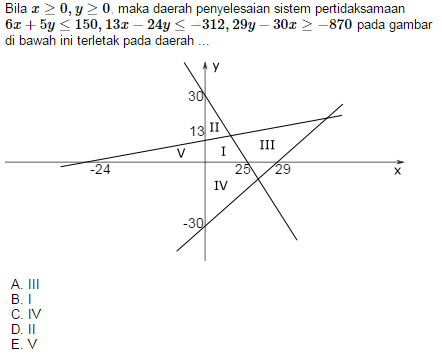 Bila x ≥ 0, y ≥ 0, maka daerah penyelesaian sistem pertidaksamaan
6x + 5y ≤ 150, 13x − 24y ≤ −312, 29y − 30x ≥ −870 pada gambar
di bawah ini terletak pada daerah ...
y
30
13 II
V I III
-24 25 29 x
IV
-30
A. III
B. I
C. IV
D. II
E. V